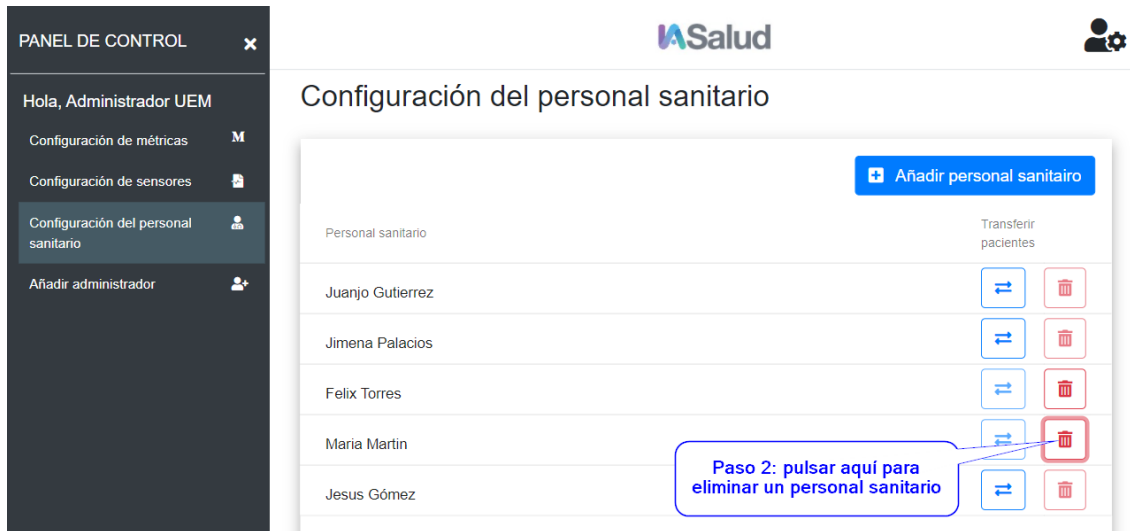 PANEL DE CONTROL
IASalud
Hola, Administrador UEM
Configuración de métricas M
Configuración de sensores
Configuración del personal
sanitario
Añadir administrador
Configuración del personal sanitario
Añadir personal sanitairo
Personal sanitario
Transferir
pacientes
Juanjo Gutierrez
Jimena Palacios
Felix Torres
Maria Martin
Paso 2: pulsar aquí para
eliminar un personal sanitario
Jesus Gómez